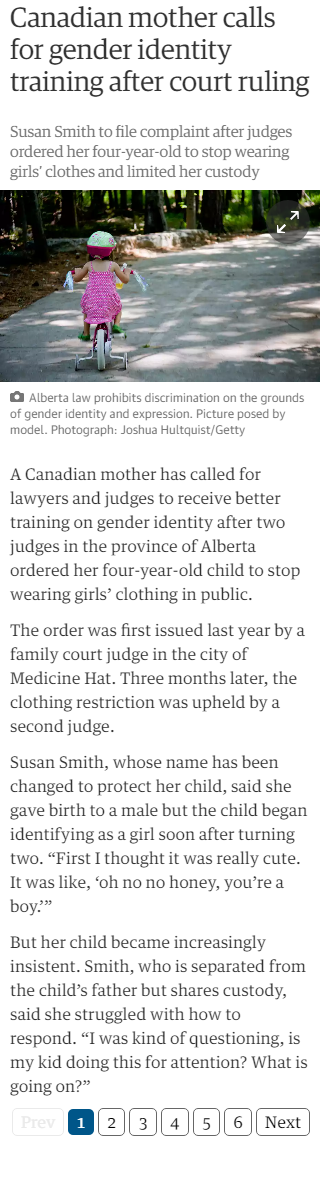 Canadian mother calls
for gender identity
training after court ruling
Susan Smith to file complaint after judges
ordered her four-year-old to stop wearing
girls’ clothes and limited her custody
Alberta law prohibits discrimination on the grounds
of gender identity and expression. Picture posed by
model. Photograph: Joshua Hultquist/Getty
A Canadian mother has called for
lawyers and judges to receive better
training on gender identity after two
judges in the province of Alberta
ordered her four-year-old child to stop
wearing girls’ clothing in public.
The order was first issued last year by a
family court judge in the city of
Medicine Hat. Three months later, the
clothing restriction was upheld by a
second judge.
Susan Smith, whose name has been
changed to protect her child, said she
gave birth to a male but the child began
identifying as a girl soon after turning
two. “First I thought it was really cute.
It was like, ‘oh no no honey, you’re a
boy.’”
But her child became increasingly
insistent. Smith, who is separated from
the child’s father but shares custody,
said she struggled with how to
respond. “I was kind of questioning, is
my kid doing this for attention? What is
going on?”
Prev 1 2 3 4 5 6 Next